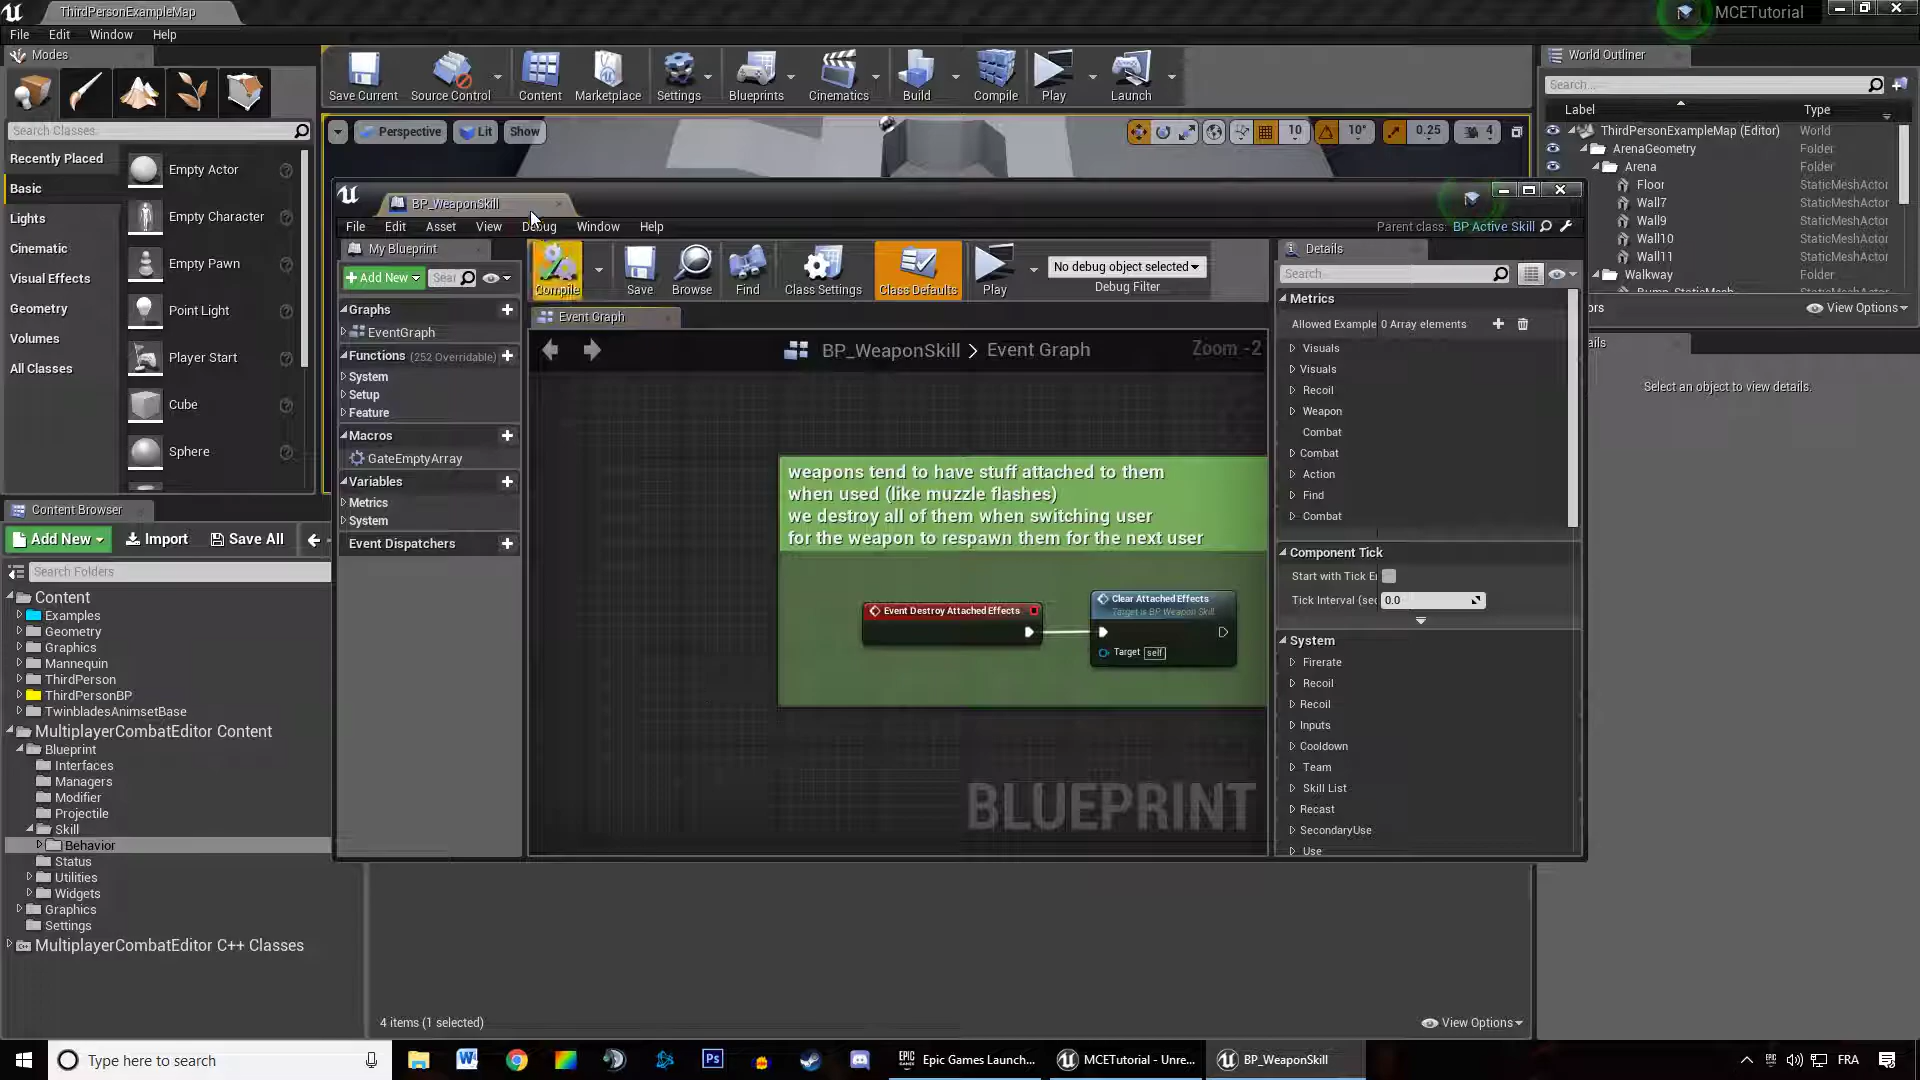 ThirdPersonExampleMap
MCETutorial
File Edit Window Help
Modes
Search Classes
Recently Placed
Basic
Lights
Cinematic
Visual Effects
Geometry
Volumes
All Classes
Empty Actor
Empty Character
Empty Pawn
Point Light
Player Start
Cube
Sphere
Save Current
Source Control
Content
Marketplace
Settings
Blueprints
Cinematics
Build
Compile
Play
Launch
Perspective Lit Show
10 10° 0.25 4
World Outliner
Search...
Label Type
ThirdPersonExampleMap (Editor) World
ArenaGeometry Folder
Arena Folder
Floor StaticMeshActor
Wall7 StaticMeshActor
Wall9 StaticMeshActor
Wall10 StaticMeshActor
Wall11 StaticMeshActor
Walkway Folder
Bump_StaticMesh StaticMeshActor
ors View Options
ails
Select an object to view details.
BP_WeaponSkill
File Edit Asset View Debug Window Help
Parent class: BP Active Skill
My Blueprint
Add New Sear
Graphs
EventGraph
Functions (252 Overridable)
System
Setup
Feature
Macros
GateEmptyArray
Variables
Metrics
System
Event Dispatchers
Compile
Save
Browse
Find
Class Settings
Class Defaults
Play
No debug object selected
Debug Filter
Event Graph
BP_WeaponSkill > Event Graph
Zoom -2
weapons tend to have stuff attached to them
when used (like muzzle flashes)
we destroy all of them when switching user
for the weapon to respawn them for the next user
Event Destroy Attached Effects
Clear Attached Effects
Target is BP Weapon Skill
Target self
BLUEPRINT
Details
Search
Metrics
Allowed Example 0 Array elements
Visuals
Visuals
Recoil
Weapon
Combat
Combat
Action
Find
Combat
Component Tick
Start with Tick E
Tick Interval (sec 0.0
System
Firerate
Recoil
Recoil
Inputs
Cooldown
Team
Skill List
Recast
SecondaryUse
Use
Content Browser
Add New Import Save All
Search Folders
Content
Examples
Geometry
Graphics
Mannequin
ThirdPerson
ThirdPersonBP
TwinbladesAnimsetBase
MultiplayerCombatEditor Content
Blueprint
Interfaces
Managers
Modifier
Projectile
Skill
Behavior
Status
Utilities
Widgets
Graphics
Settings
MultiplayerCombatEditor C++ Classes
4 items (1 selected)
View Options
Type here to search
Epic Games Launch...
MCETutorial - Unre...
BP_WeaponSkill
FRA